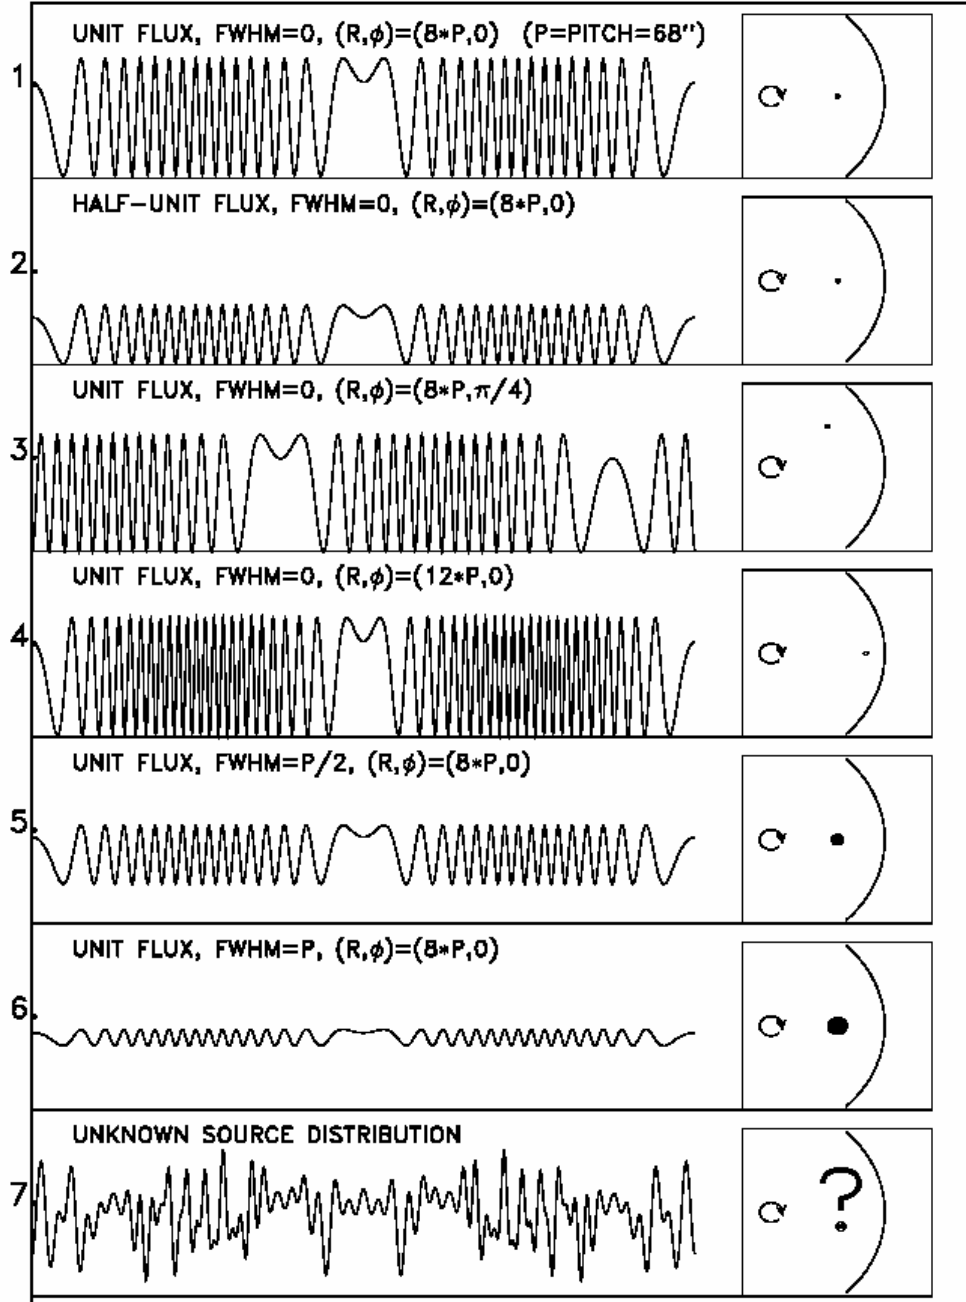 UNIT FLUX, FWHM=0, (R,ϕ)=(8*P,0) (P=PITCH=68")
1
HALF-UNIT FLUX, FWHM=0, (R,ϕ)=(8*P,0)
2
UNIT FLUX, FWHM=0, (R,ϕ)=(8*P,π/4)
3
UNIT FLUX, FWHM=0, (R,ϕ)=(12*P,0)
4
UNIT FLUX, FWHM=P/2, (R,ϕ)=(8*P,0)
5
UNIT FLUX, FWHM=P, (R,ϕ)=(8*P,0)
6
UNKNOWN SOURCE DISTRIBUTION
7
?